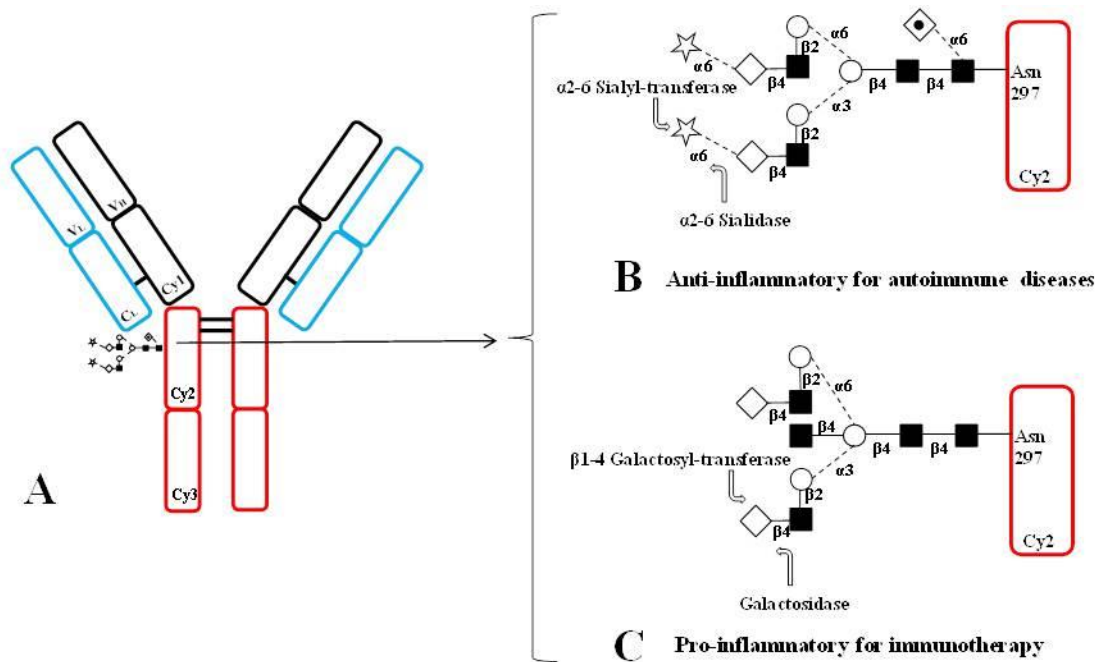 VH
VL
Cγ1
CL
Cγ2
Cγ3
A
α6
β2
α6
α6
β4
β4
β4
Asn
297
α2-6 Sialyl-transferase
α3
β2
α6
β4
Cγ2
α2-6 Sialidase
B Anti-inflammatory for autoimmune diseases
β2
α6
β4
β4
β4
β4
Asn
297
β1-4 Galactosyl-transferase
α3
β2
β4
Cγ2
Galactosidase
C Pro-inflammatory for immunotherapy